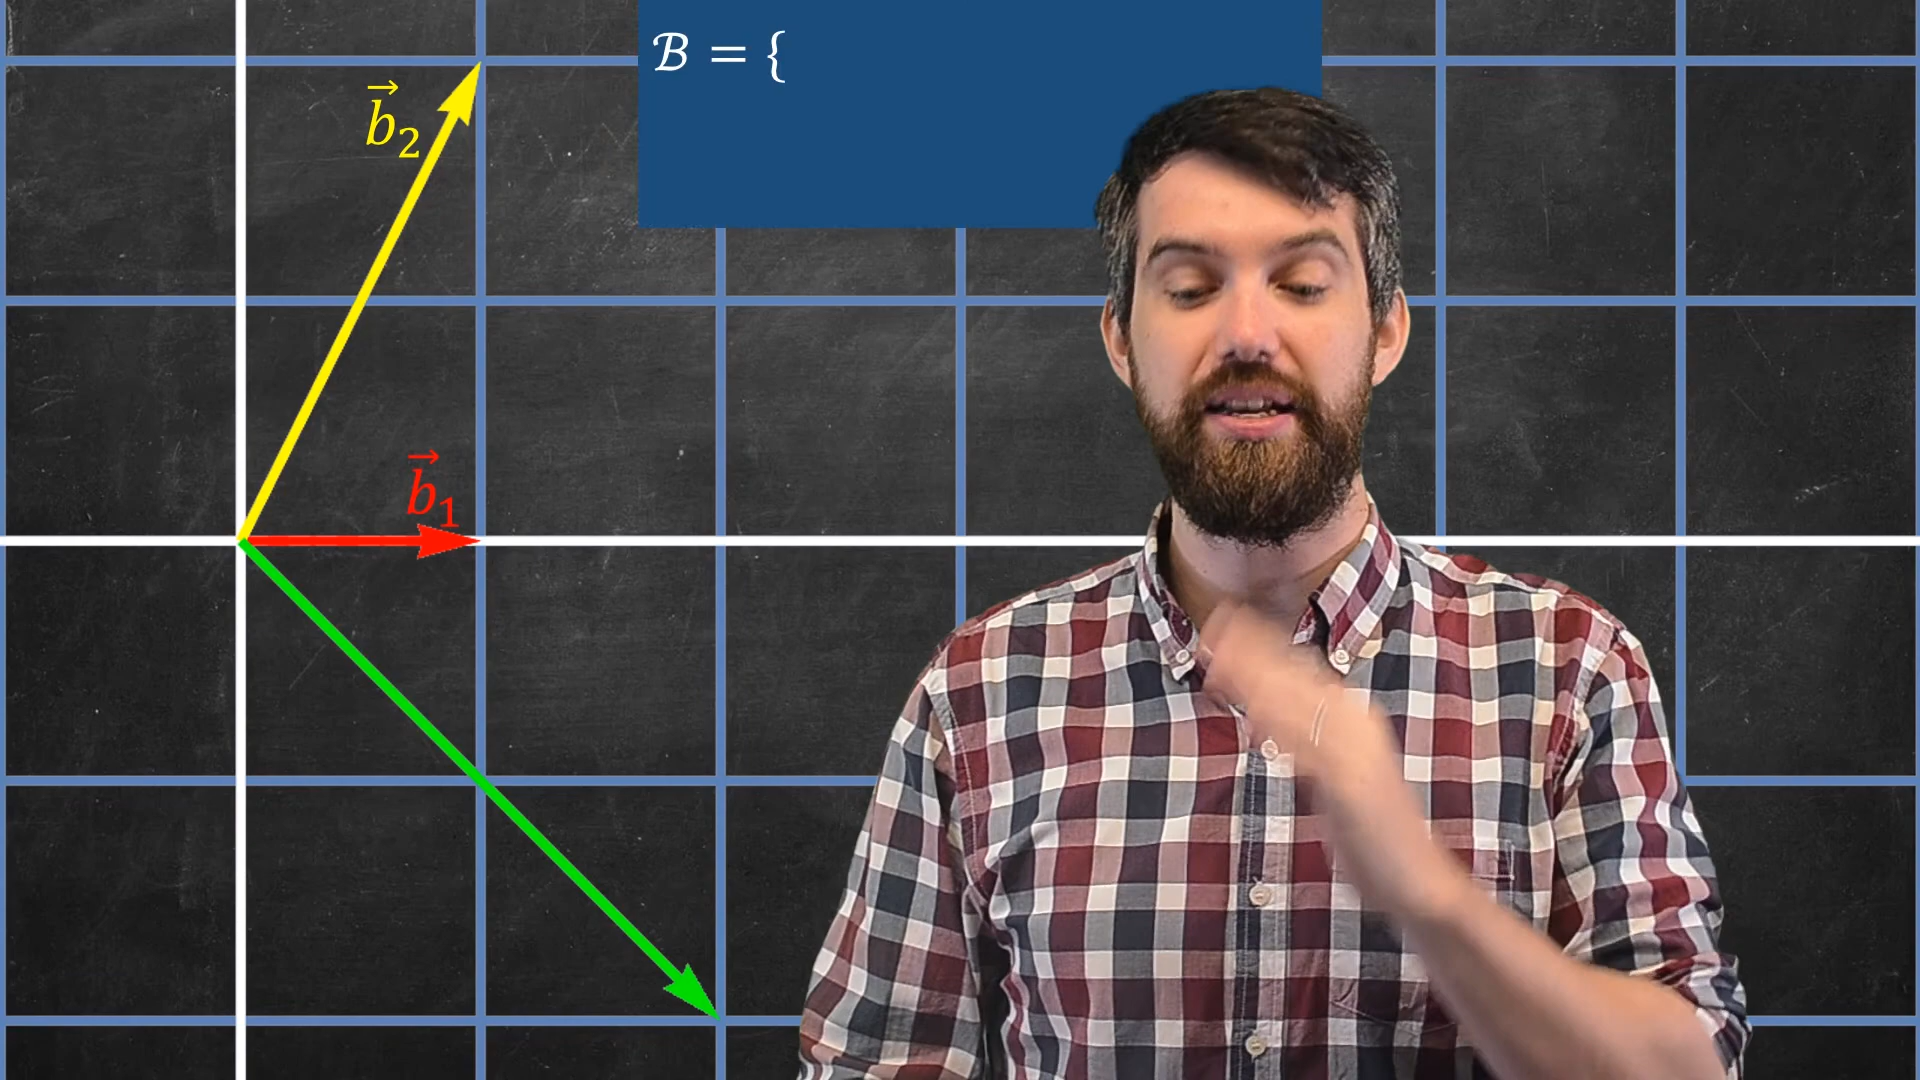 ℬ = {
b⃗₂
b⃗₁